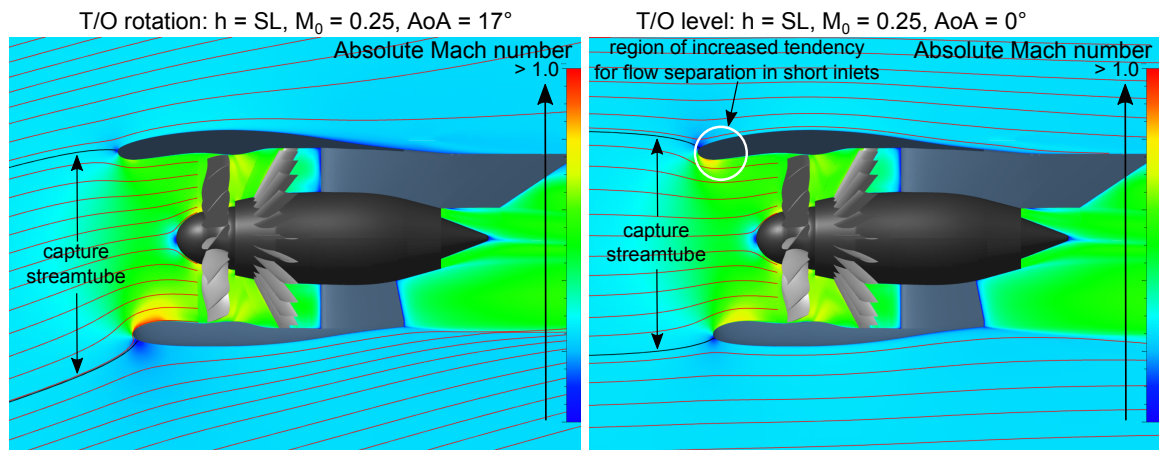 T/O rotation: h = SL, M₀ = 0.25, AoA = 17°
Absolute Mach number
> 1.0
capture
streamtube
T/O level: h = SL, M₀ = 0.25, AoA = 0°
region of increased tendency
for flow separation in short inlets
Absolute Mach number
> 1.0
capture
streamtube